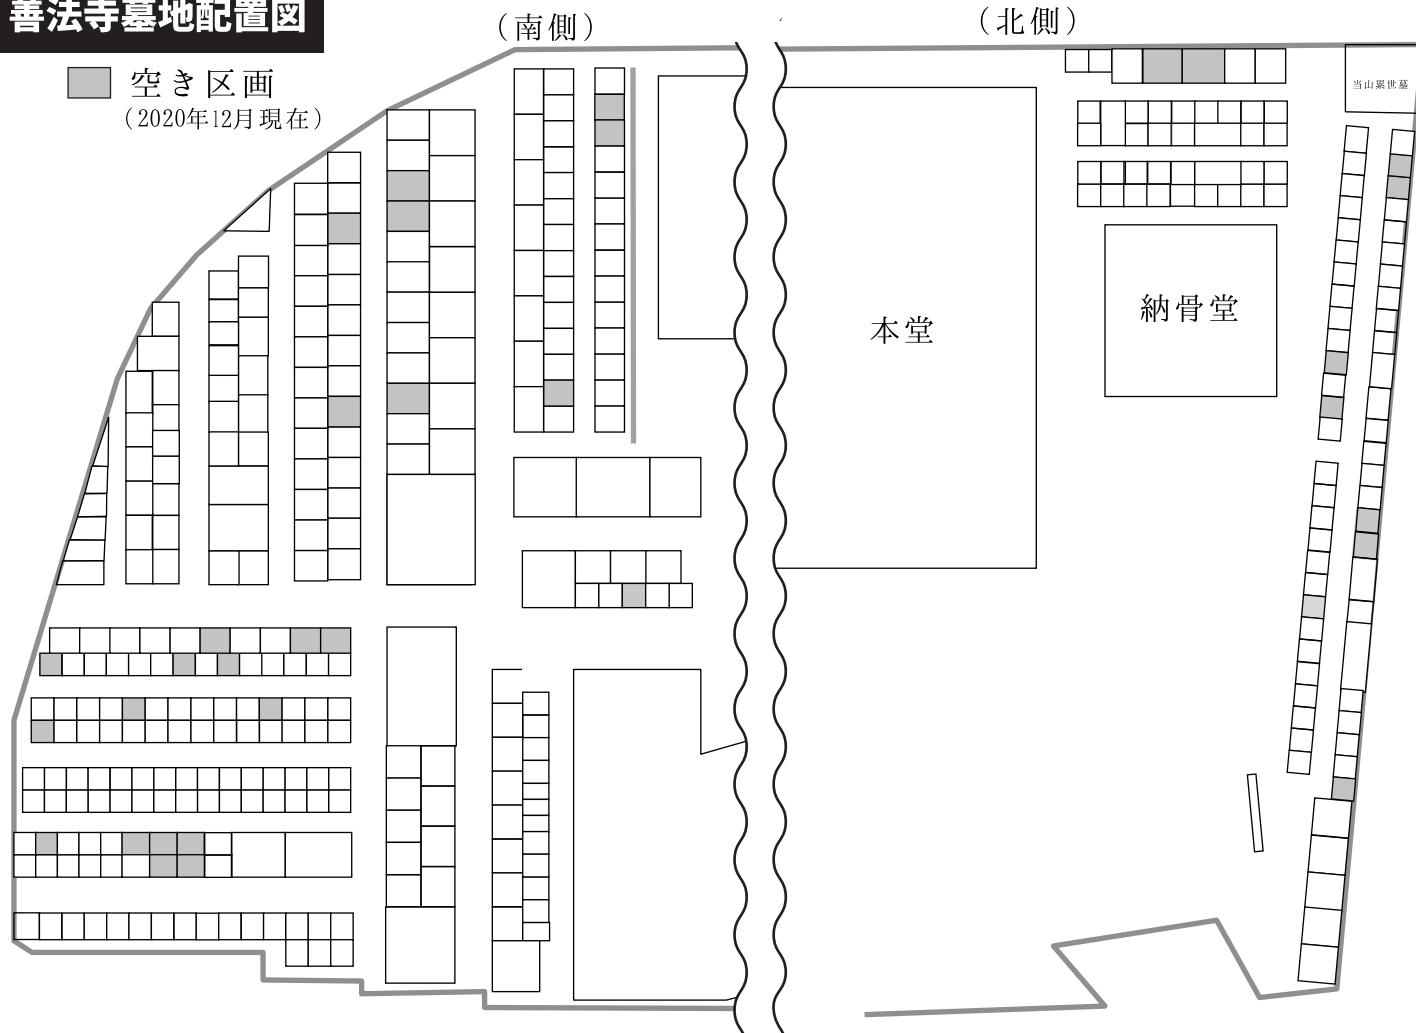 善法寺墓地配置図
(南側)
(北側)
空き区画
(2020年12月現在)
当山累世墓
本堂
納骨堂